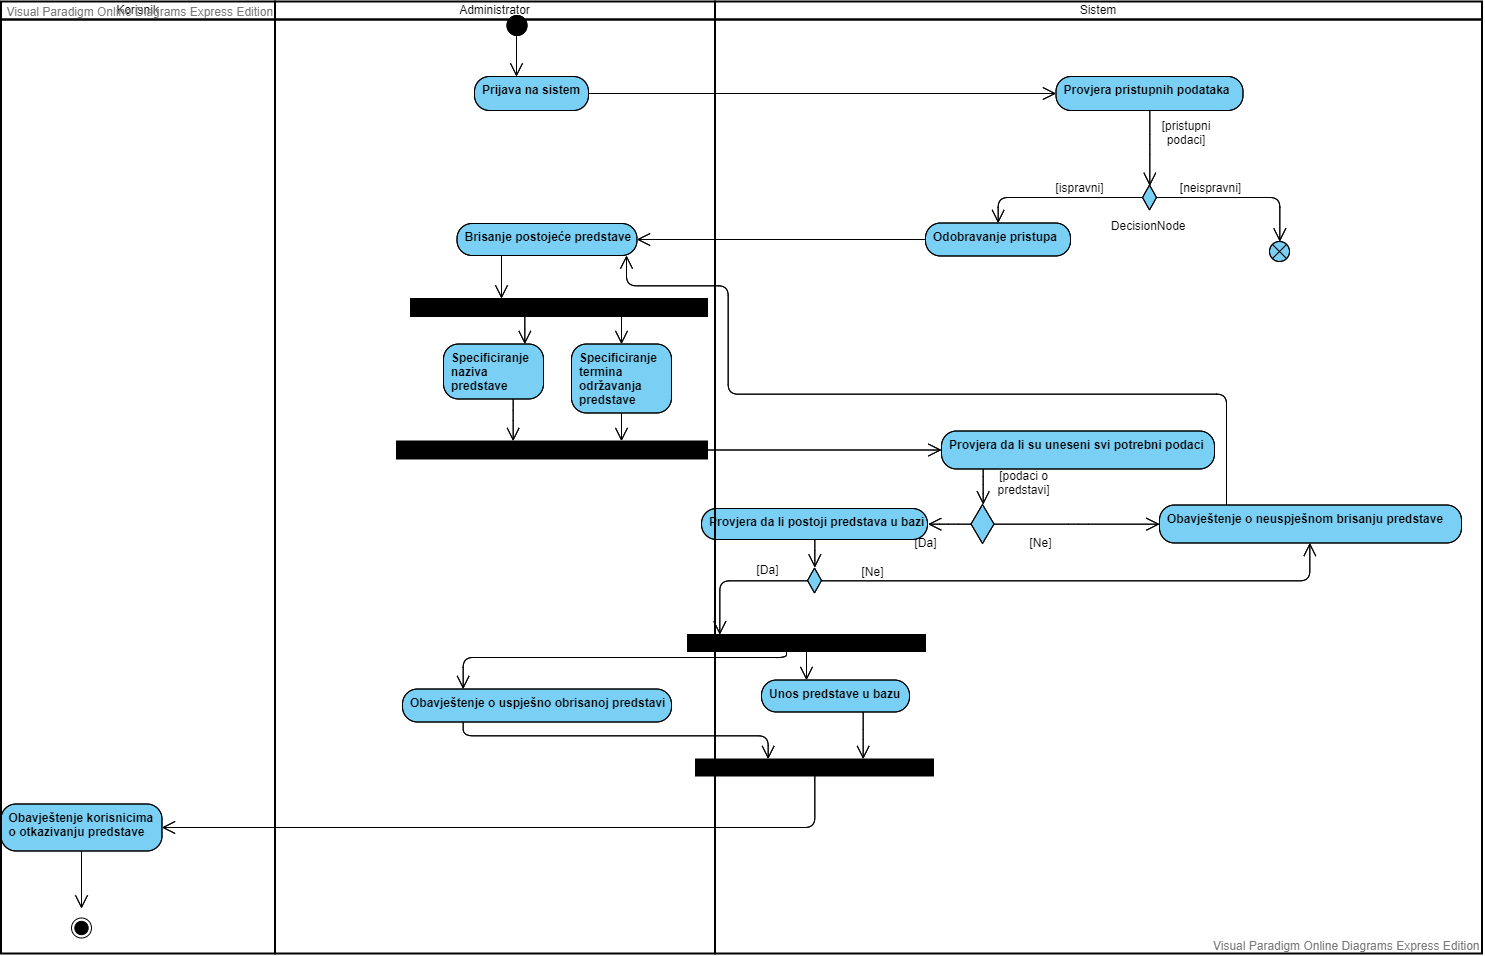 Visual Paradigm Online Diagrams Express Edition
Korisnik
Administrator
Sistem
Prijava na sistem
Provjera pristupnih podataka
[pristupni
podaci]
[ispravni]
[neispravni]
DecisionNode
Brisanje postojeće predstave
Odobravanje pristupa
Specificiranje
naziva
predstave
Specificiranje
termina
održavanja
predstave
Provjera da li su uneseni svi potrebni podaci
[podaci o
predstavi]
Provjera da li postoji predstava u bazi
Obavještenje o neuspješnom brisanju predstave
[Da]
[Ne]
[Da]
[Ne]
Obavještenje o uspješno obrisanoj predstavi
Unos predstave u bazu
Obavještenje korisnicima
o otkazivanju predstave
Visual Paradigm Online Diagrams Express Edition